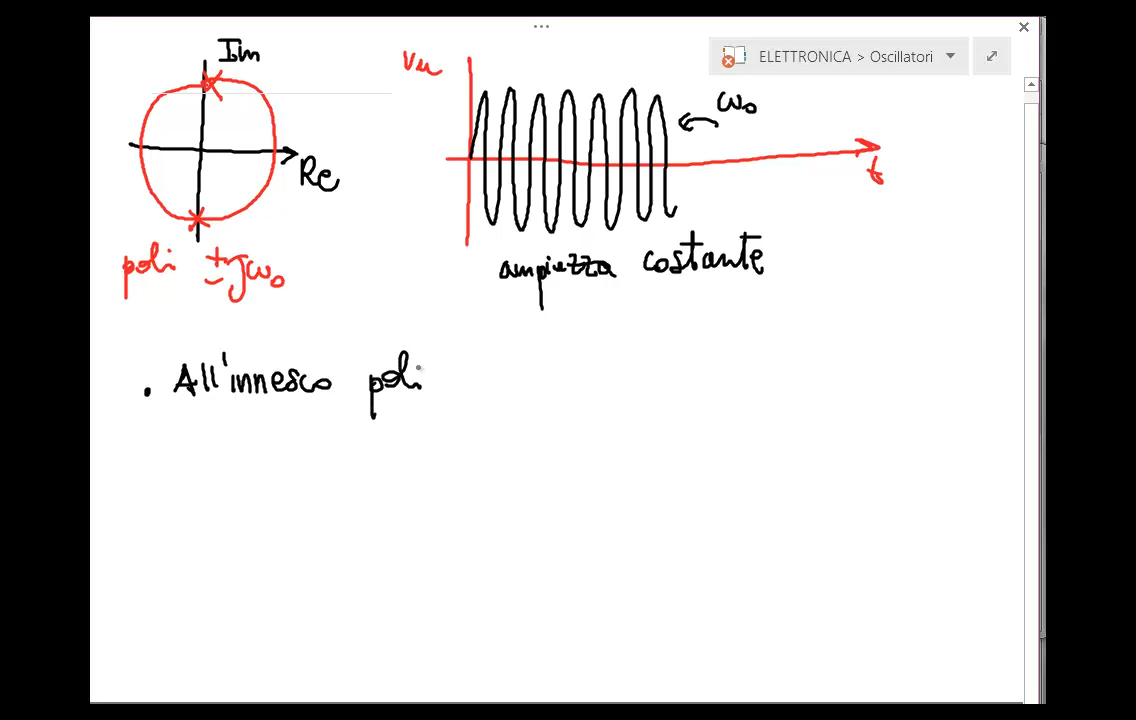 ELETTRONICA > Oscillatori
Im
Re
poli ±jω₀
Vu
ω₀
t
ampiezza costante
. All'innesco poli